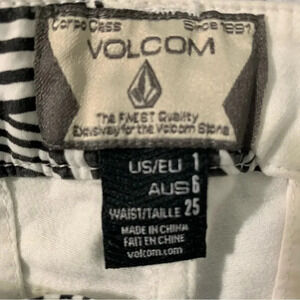 Corpo Class Since 1991
VOLCOM
The FINEST Quality
Exclusively for the Volcom Stone
US/EU 1
AUS 6
WAIST/TAILLE 25
MADE IN CHINA
FAIT EN CHINE
volcom.com